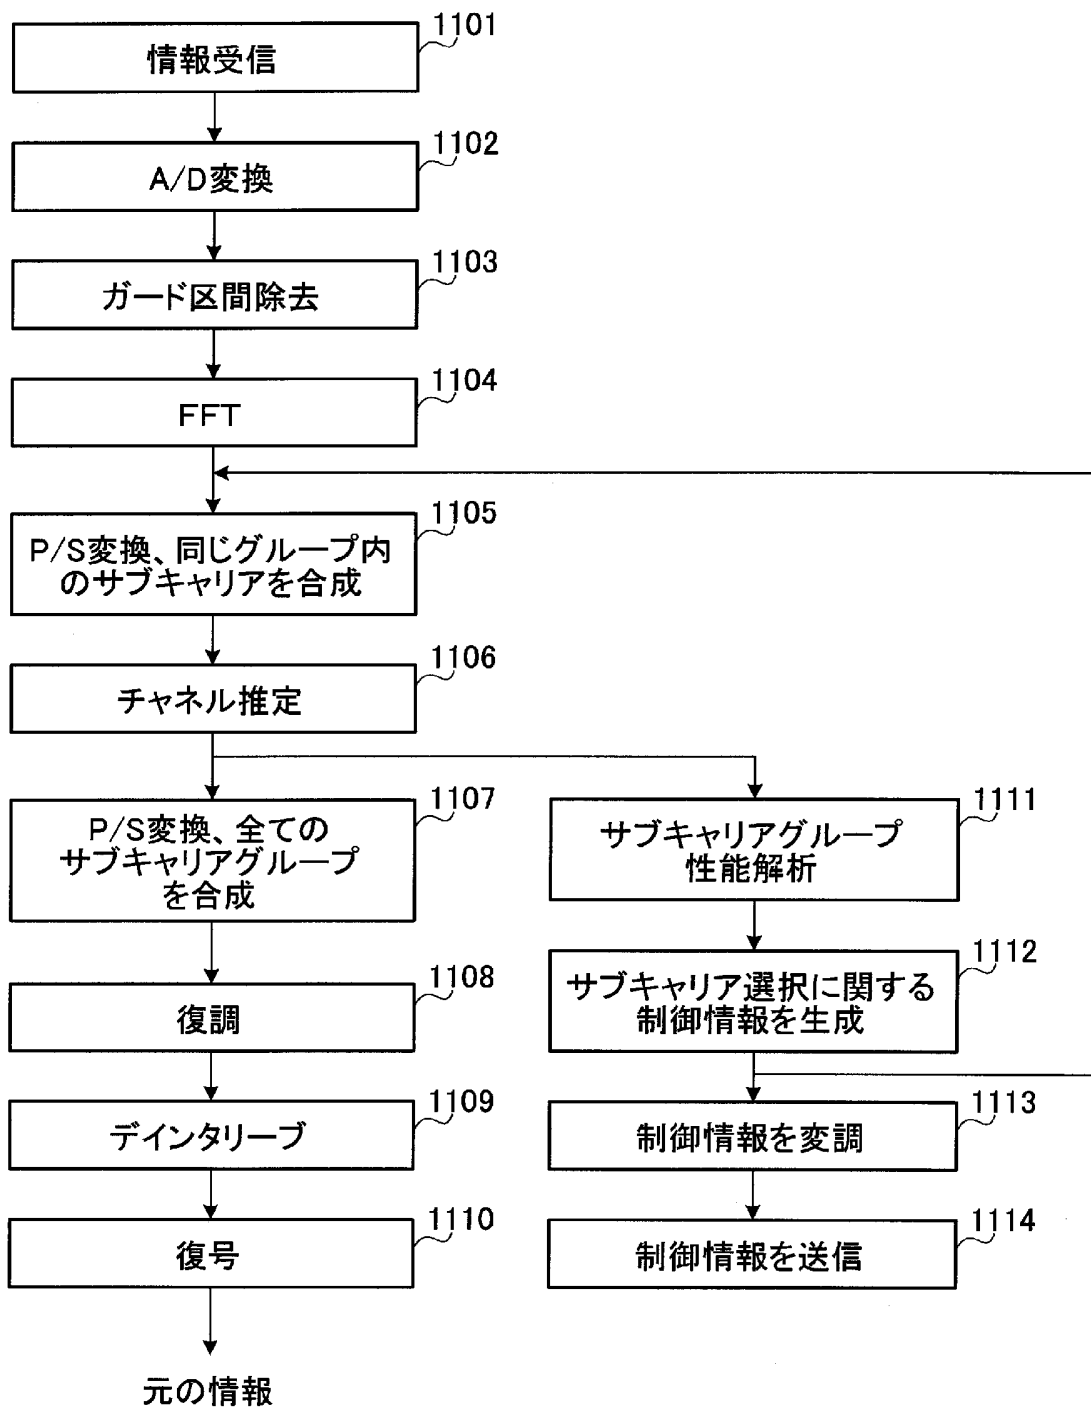 1101
情報受信
1102
A/D変換
1103
ガード区間除去
1104
FFT
1105
P/S変換、同じグループ内
のサブキャリアを合成
1106
チャネル推定
1107
P/S変換、全ての
サブキャリアグループ
を合成
1108
復調
1109
デインタリーブ
1110
復号
元の情報
1111
サブキャリアグループ
性能解析
1112
サブキャリア選択に関する
制御情報を生成
1113
制御情報を変調
1114
制御情報を送信